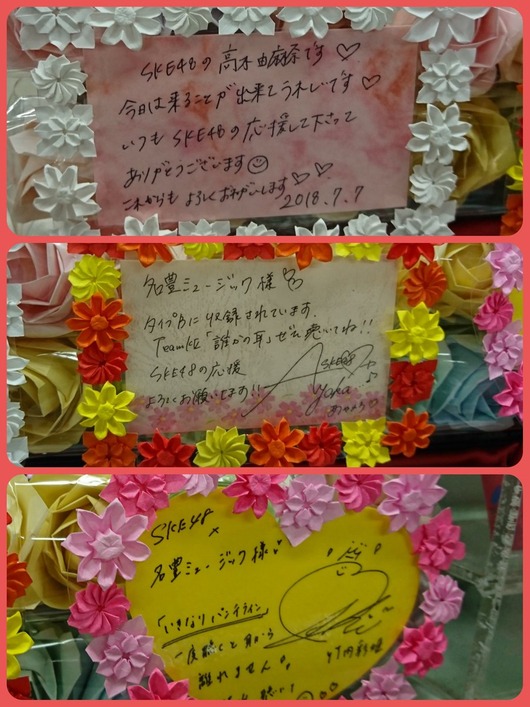 SKE48の 高木由麻奈です♡
今日は来ることが出来てうれしいです♡
いつも SKE48の応援して下さって
ありがとうございます
これからも よろしくおねがいします♡♡
2018.7.7
名豊ミュージック様
タイプBに収録されています。
TeamKⅡ「誰かの耳」ぜひ聴いてね!!
SKE48の応援
よろしくお願いします!!
SKE48
SKE48
×
名豊ミュージック様
「いきなりパンチライン」
一度聴くと耳から
離れません。